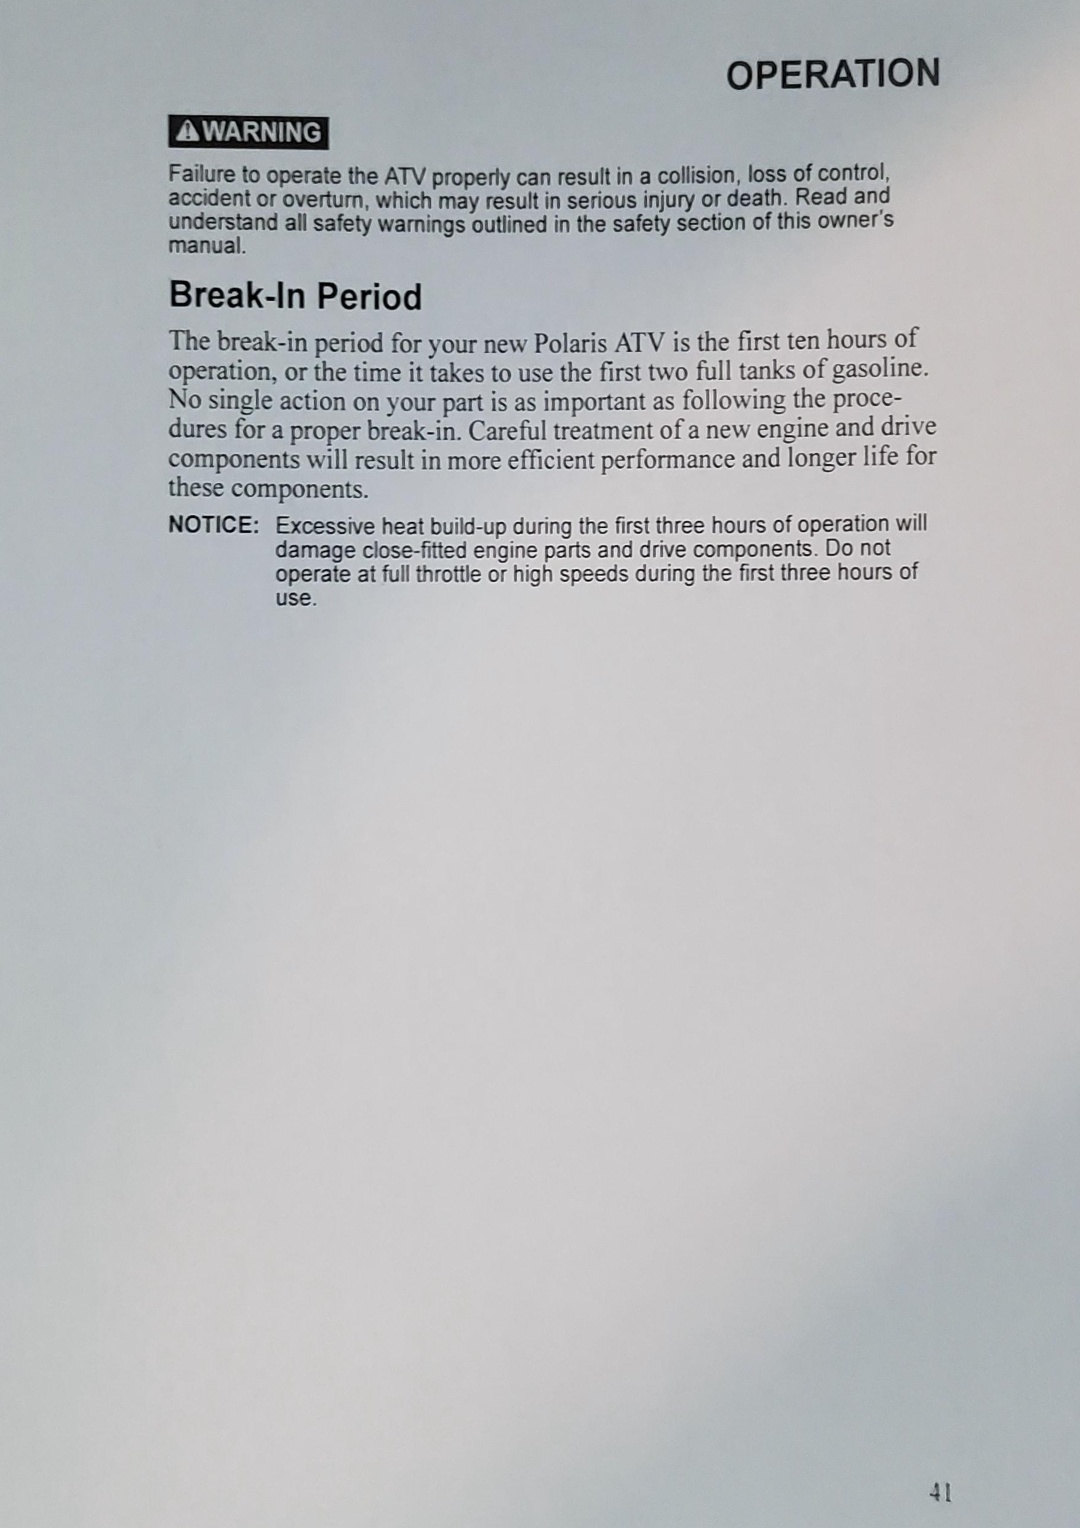 OPERATION
WARNING
Failure to operate the ATV properly can result in a collision, loss of control,
accident or overturn, which may result in serious injury or death. Read and
understand all safety warnings outlined in the safety section of this owner's
manual.
Break-In Period
The break-in period for your new Polaris ATV is the first ten hours of
operation, or the time it takes to use the first two full tanks of gasoline.
No single action on your part is as important as following the proce-
dures for a proper break-in. Careful treatment of a new engine and drive
components will result in more efficient performance and longer life for
these components.
NOTICE: Excessive heat build-up during the first three hours of operation will
damage close-fitted engine parts and drive components. Do not
operate at full throttle or high speeds during the first three hours of
use.
41